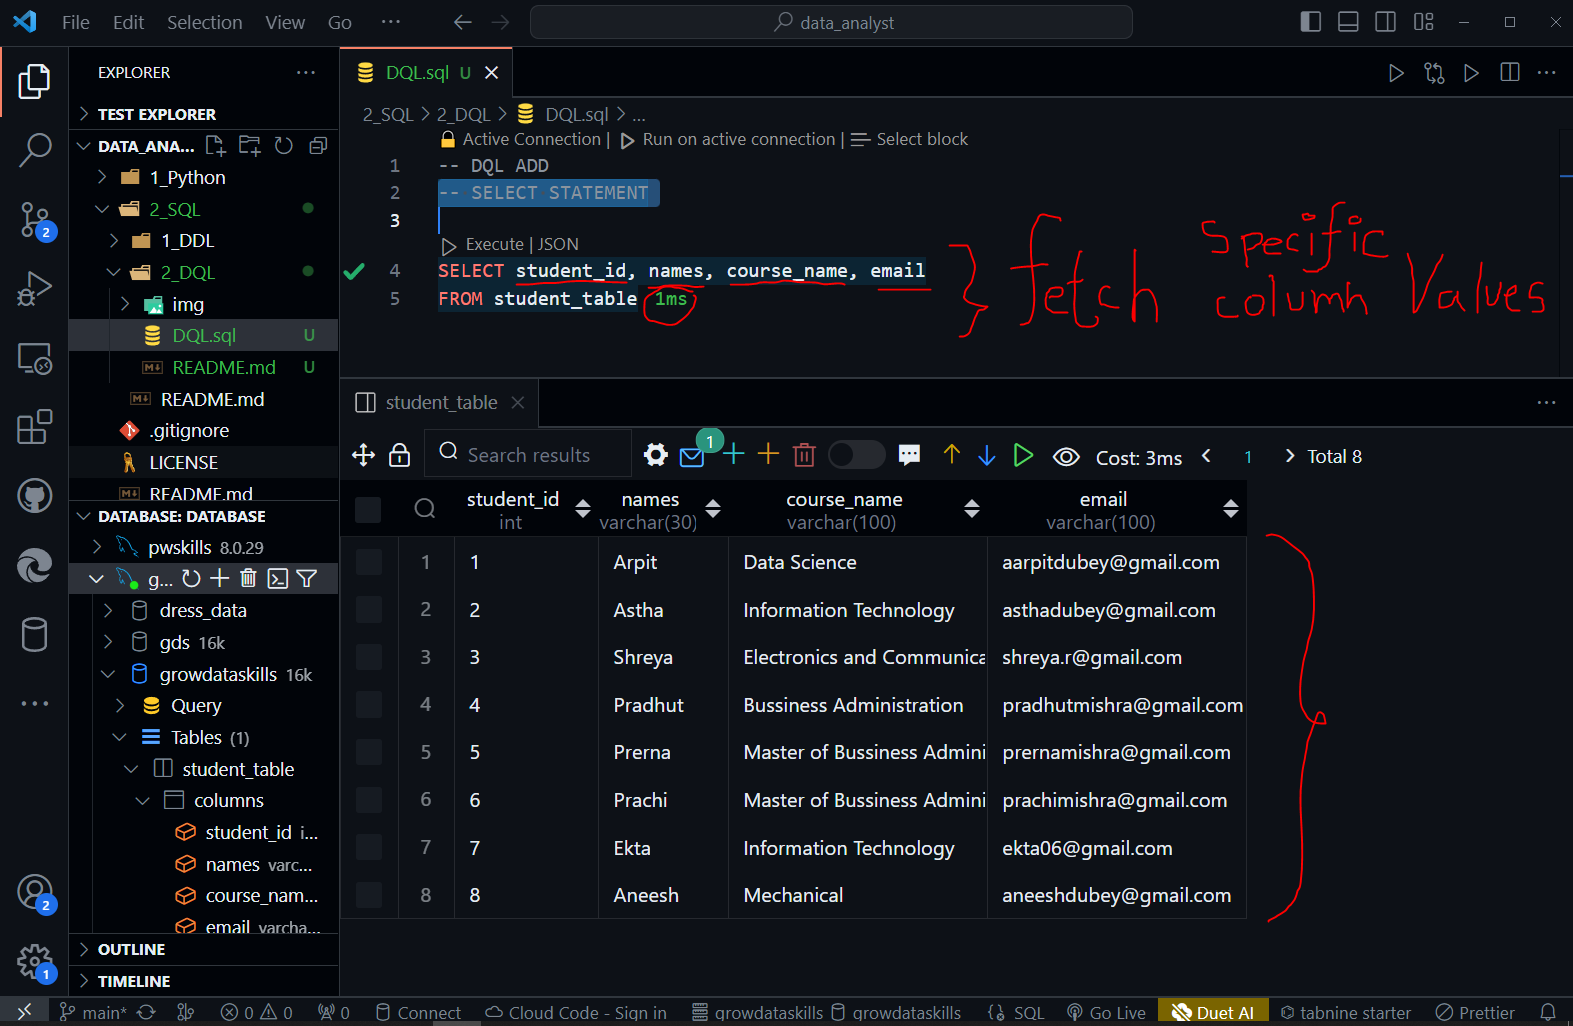 File Edit Selection View Go ... data_analyst
EXPLORER ...
TEST EXPLORER
DATA_ANA...
1_Python
2_SQL
1_DDL
2_DQL
img
DQL.sql U
README.md U
README.md
.gitignore
LICENSE
README.md
DATABASE: DATABASE
pwskills 8.0.29
g...
dress_data
gds 16k
growdataskills 16k
Query
Tables (1)
student_table
columns
student_id i...
names varc...
course_nam...
email varcha...
OUTLINE
TIMELINE
2
2
1
DQL.sql U
2_SQL > 2_DQL > DQL.sql > ...
Active Connection | Run on active connection | Select block
1 -- DQL ADD
2 -- SELECT STATEMENT
3
Execute | JSON
4 SELECT student_id, names, course_name, email
5 FROM student_table 1ms
fetch specific column Values
student_table
Search results 1 Cost: 3ms < 1 > Total 8
student_id names course_name email
int varchar(30) varchar(100) varchar(100)
1 1 Arpit Data Science aarpitdubey@gmail.com
2 2 Astha Information Technology asthadubey@gmail.com
3 3 Shreya Electronics and Communica shreya.r@gmail.com
4 4 Pradhut Bussiness Administration pradhutmishra@gmail.com
5 5 Prerna Master of Bussiness Admini prernamishra@gmail.com
6 6 Prachi Master of Bussiness Admini prachimishra@gmail.com
7 7 Ekta Information Technology ekta06@gmail.com
8 8 Aneesh Mechanical aneeshdubey@gmail.com
main* 0 0 0 Connect Cloud Code - Sign in growdataskills growdataskills SQL Go Live Duet AI tabnine starter Prettier